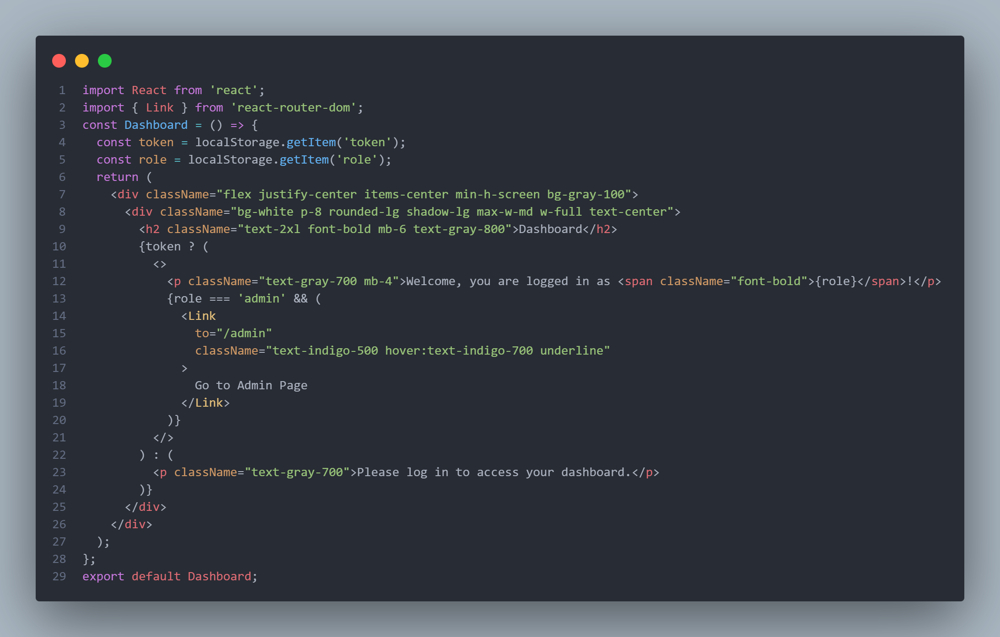 1 import React from 'react';
2 import { Link } from 'react-router-dom';
3 const Dashboard = () => {
4   const token = localStorage.getItem('token');
5   const role = localStorage.getItem('role');
6   return (
7     <div className="flex justify-center items-center min-h-screen bg-gray-100">
8       <div className="bg-white p-8 rounded-lg shadow-lg max-w-md w-full text-center">
9         <h2 className="text-2xl font-bold mb-6 text-gray-800">Dashboard</h2>
10         {token ? (
11           <>
12             <p className="text-gray-700 mb-4">Welcome, you are logged in as <span className="font-bold">{role}</span>!</p>
13             {role === 'admin' && (
14               <Link
15                 to="/admin"
16                 className="text-indigo-500 hover:text-indigo-700 underline"
17               >
18                 Go to Admin Page
19               </Link>
20             )}
21           </>
22         ) : (
23           <p className="text-gray-700">Please log in to access your dashboard.</p>
24         )}
25       </div>
26     </div>
27   );
28 };
29 export default Dashboard;